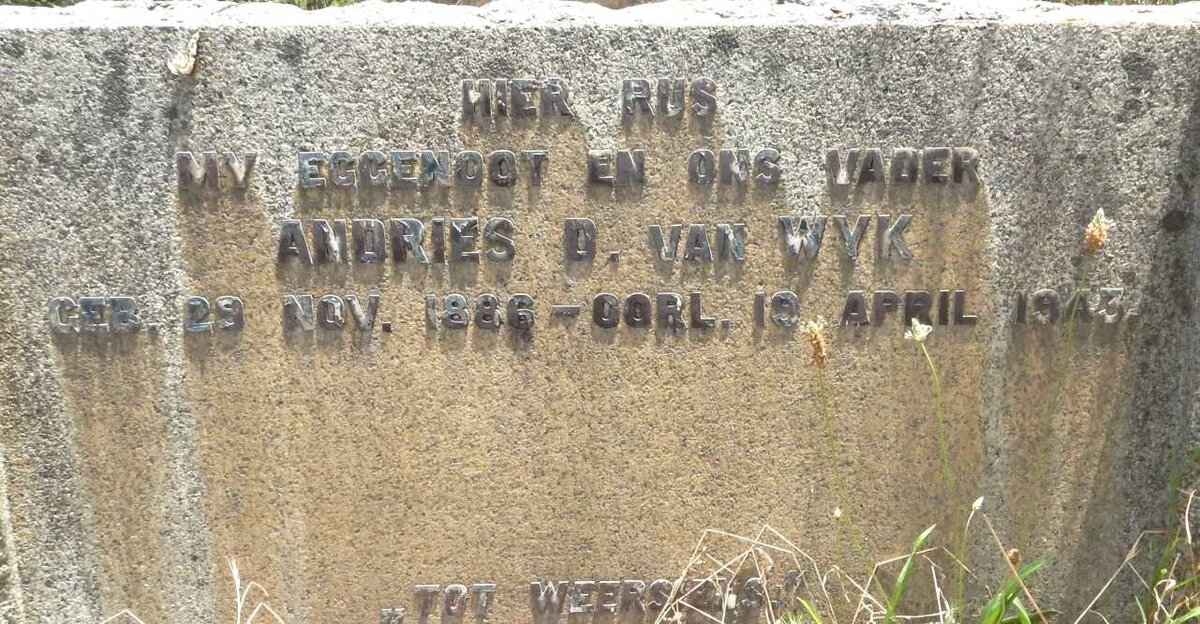 HIER RUS
MY EGGENOOT EN ONS VADER
ANDRIES D. VAN WYK
GEB. 29 NOV. 1886 – OORL. 19 APRIL 1943.
„TOT WEERSIENS.”